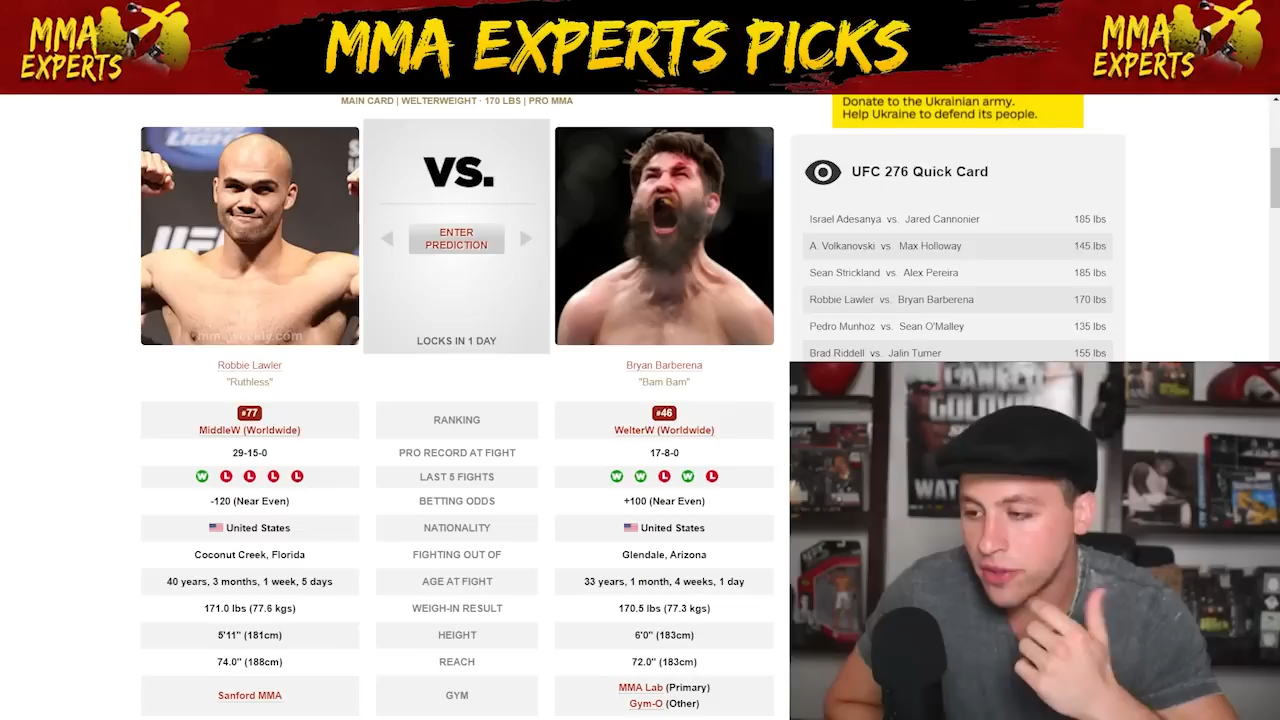 MMA
EXPERTS
MMA EXPERTS PICKS
MMA
EXPERTS
MAIN CARD | WELTERWEIGHT · 170 LBS | PRO MMA
Donate to the Ukrainian army.
Help Ukraine to defend its people.
VS.
ENTER
PREDICTION
LOCKS IN 1 DAY
UFC 276 Quick Card
Israel Adesanya vs. Jared Cannonier 185 lbs
A. Volkanovski vs Max Holloway 145 lbs
Sean Strickland vs. Alex Pereira 185 lbs
Robbie Lawler vs. Bryan Barberena 170 lbs
Pedro Munhoz vs. Sean O'Malley 135 lbs
Brad Riddell vs. Jalin Turner 155 lbs
Robbie Lawler
"Ruthless"
Bryan Barberena
"Bam Bam"
#77
MiddleW (Worldwide)
RANKING
#46
WelterW (Worldwide)
29-15-0 PRO RECORD AT FIGHT 17-8-0
W L L L L LAST 5 FIGHTS W W L W L
-120 (Near Even) BETTING ODDS +100 (Near Even)
United States NATIONALITY United States
Coconut Creek, Florida FIGHTING OUT OF Glendale, Arizona
40 years, 3 months, 1 week, 5 days AGE AT FIGHT 33 years, 1 month, 4 weeks, 1 day
171.0 lbs (77.6 kgs) WEIGH-IN RESULT 170.5 lbs (77.3 kgs)
5'11" (181cm) HEIGHT 6'0" (183cm)
74.0" (188cm) REACH 72.0" (183cm)
Sanford MMA GYM MMA Lab (Primary)
Gym-O (Other)